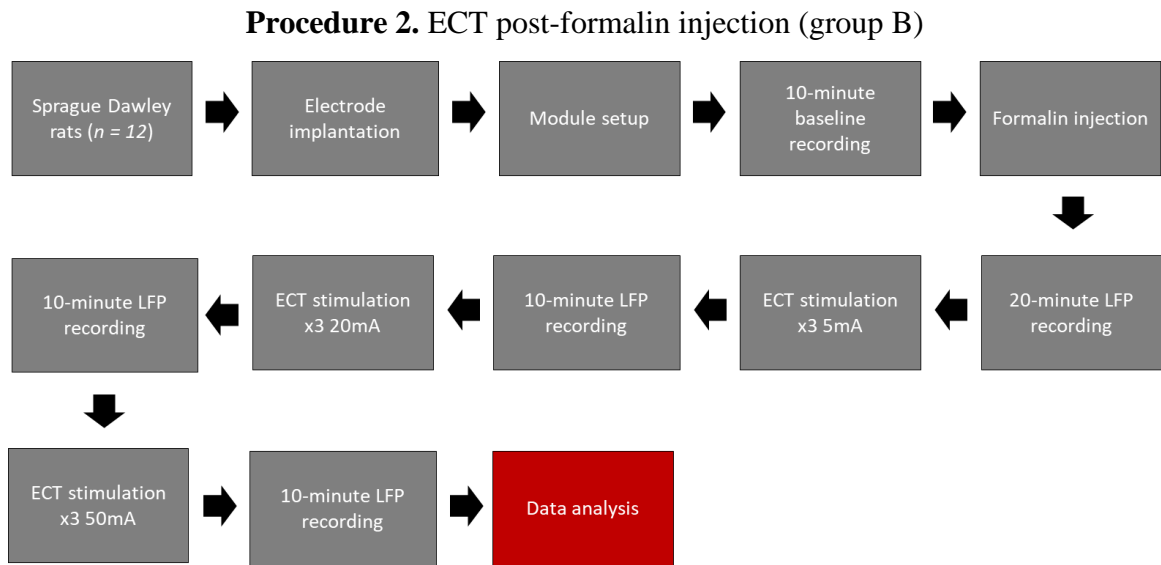 Procedure 2. ECT post-formalin injection (group B)
Sprague Dawley
rats (n = 12)
Electrode
implantation
Module setup
10-minute
baseline
recording
Formalin injection
20-minute LFP
recording
ECT stimulation
x3 5mA
10-minute LFP
recording
ECT stimulation
x3 20mA
10-minute LFP
recording
ECT stimulation
x3 50mA
10-minute LFP
recording
Data analysis